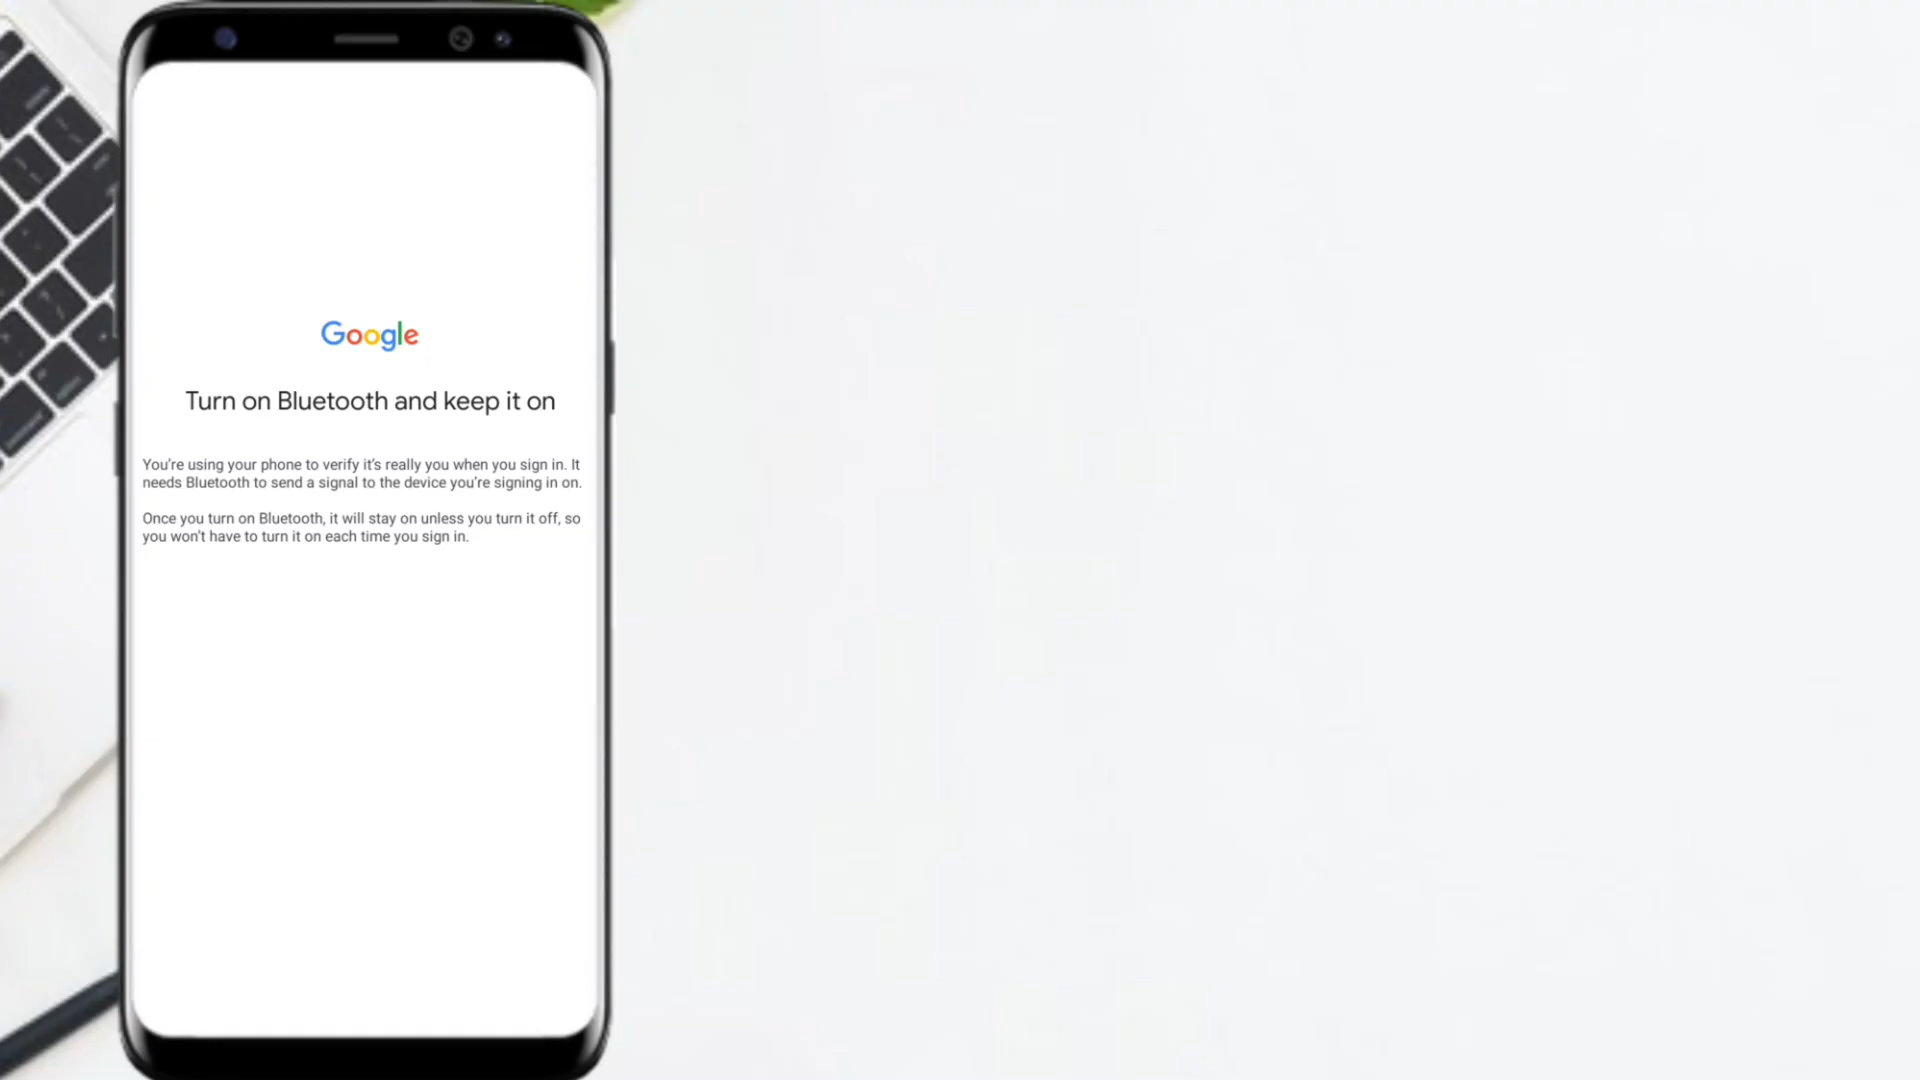 Google
Turn on Bluetooth and keep it on
You're using your phone to verify it's really you when you sign in. It
needs Bluetooth to send a signal to the device you're signing in on.
Once you turn on Bluetooth, it will stay on unless you turn it off, so
you won't have to turn it on each time you sign in.